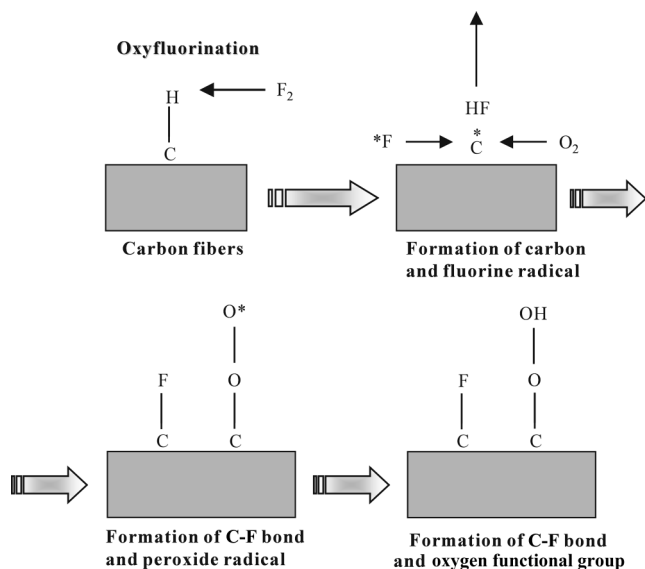 Oxyfluorination
H
F2
C
Carbon fibers
HF
*F
*
C
O2
Formation of carbon
and fluorine radical
O*
F
O
C
C
Formation of C-F bond
and peroxide radical
OH
F
O
C
C
Formation of C-F bond
and oxygen functional group